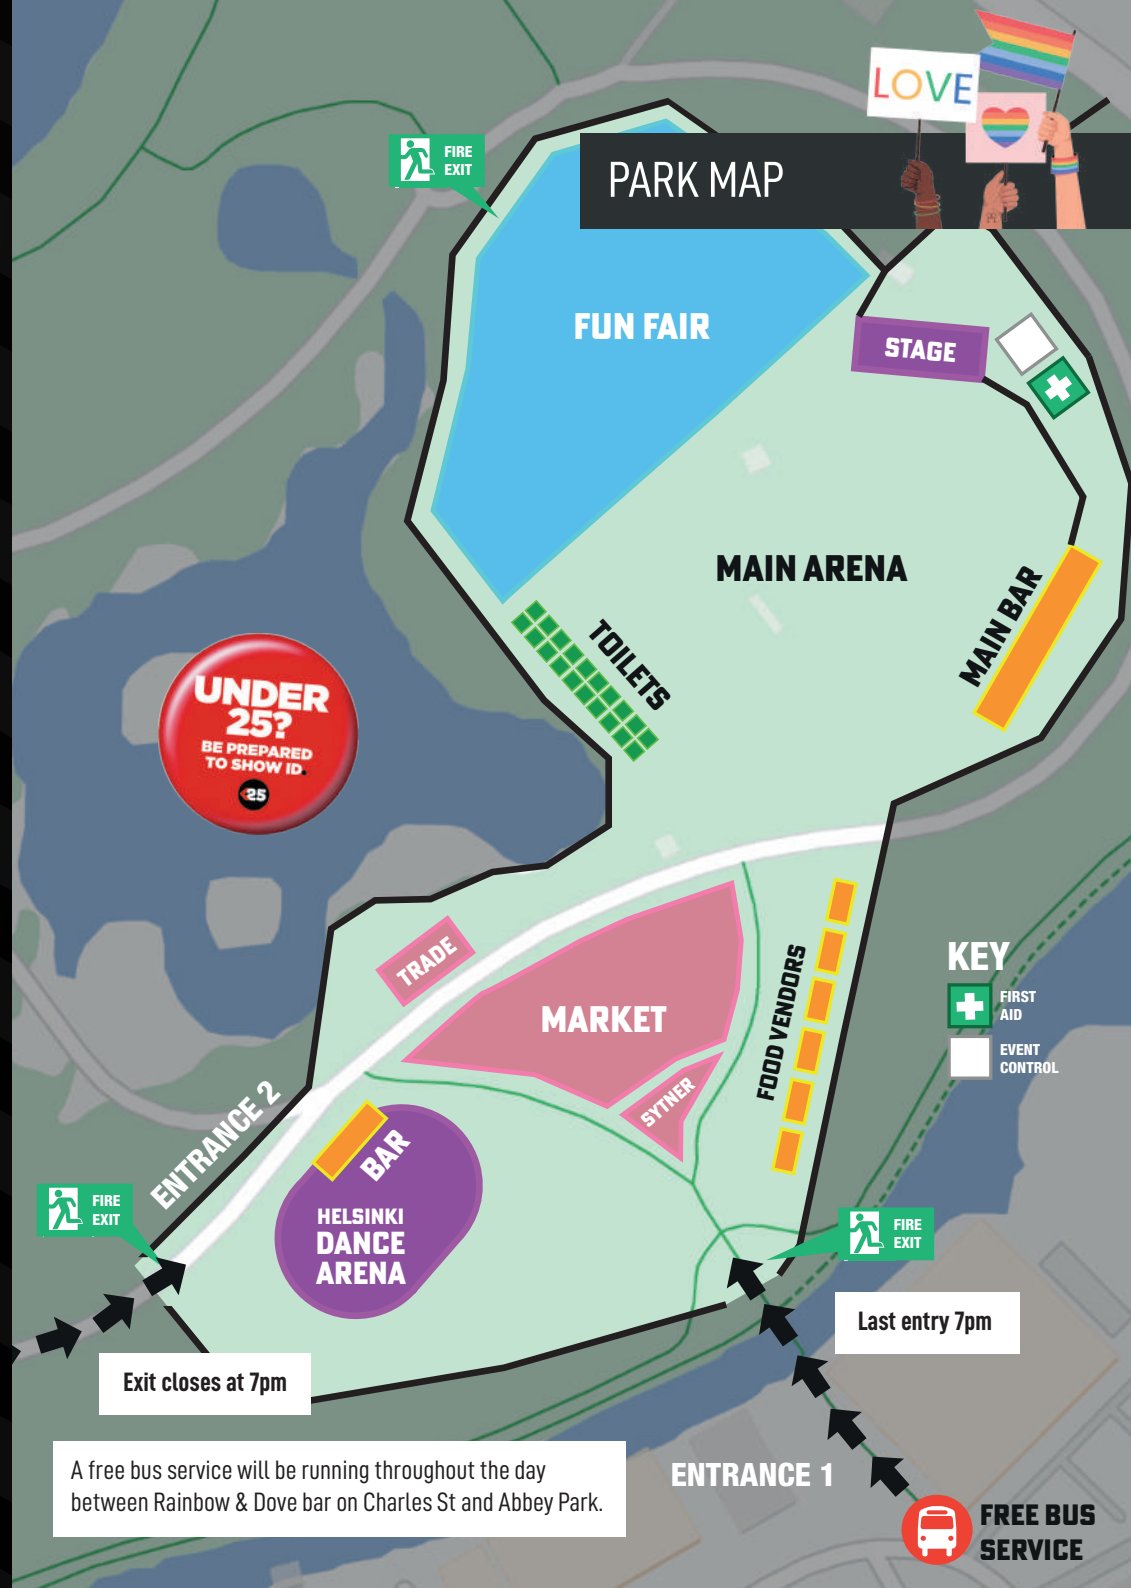 LOVE
PARK MAP
FIRE
EXIT
FUN FAIR
STAGE
MAIN ARENA
MAIN BAR
TOILETS
UNDER
25?
BE PREPARED
TO SHOW ID.
<25
TRADE
MARKET
SYTNER
FOOD VENDORS
KEY
FIRST
AID
EVENT
CONTROL
ENTRANCE 2
FIRE
EXIT
BAR
HELSINKI
DANCE
ARENA
FIRE
EXIT
Last entry 7pm
Exit closes at 7pm
A free bus service will be running throughout the day
between Rainbow & Dove bar on Charles St and Abbey Park.
ENTRANCE 1
FREE BUS
SERVICE